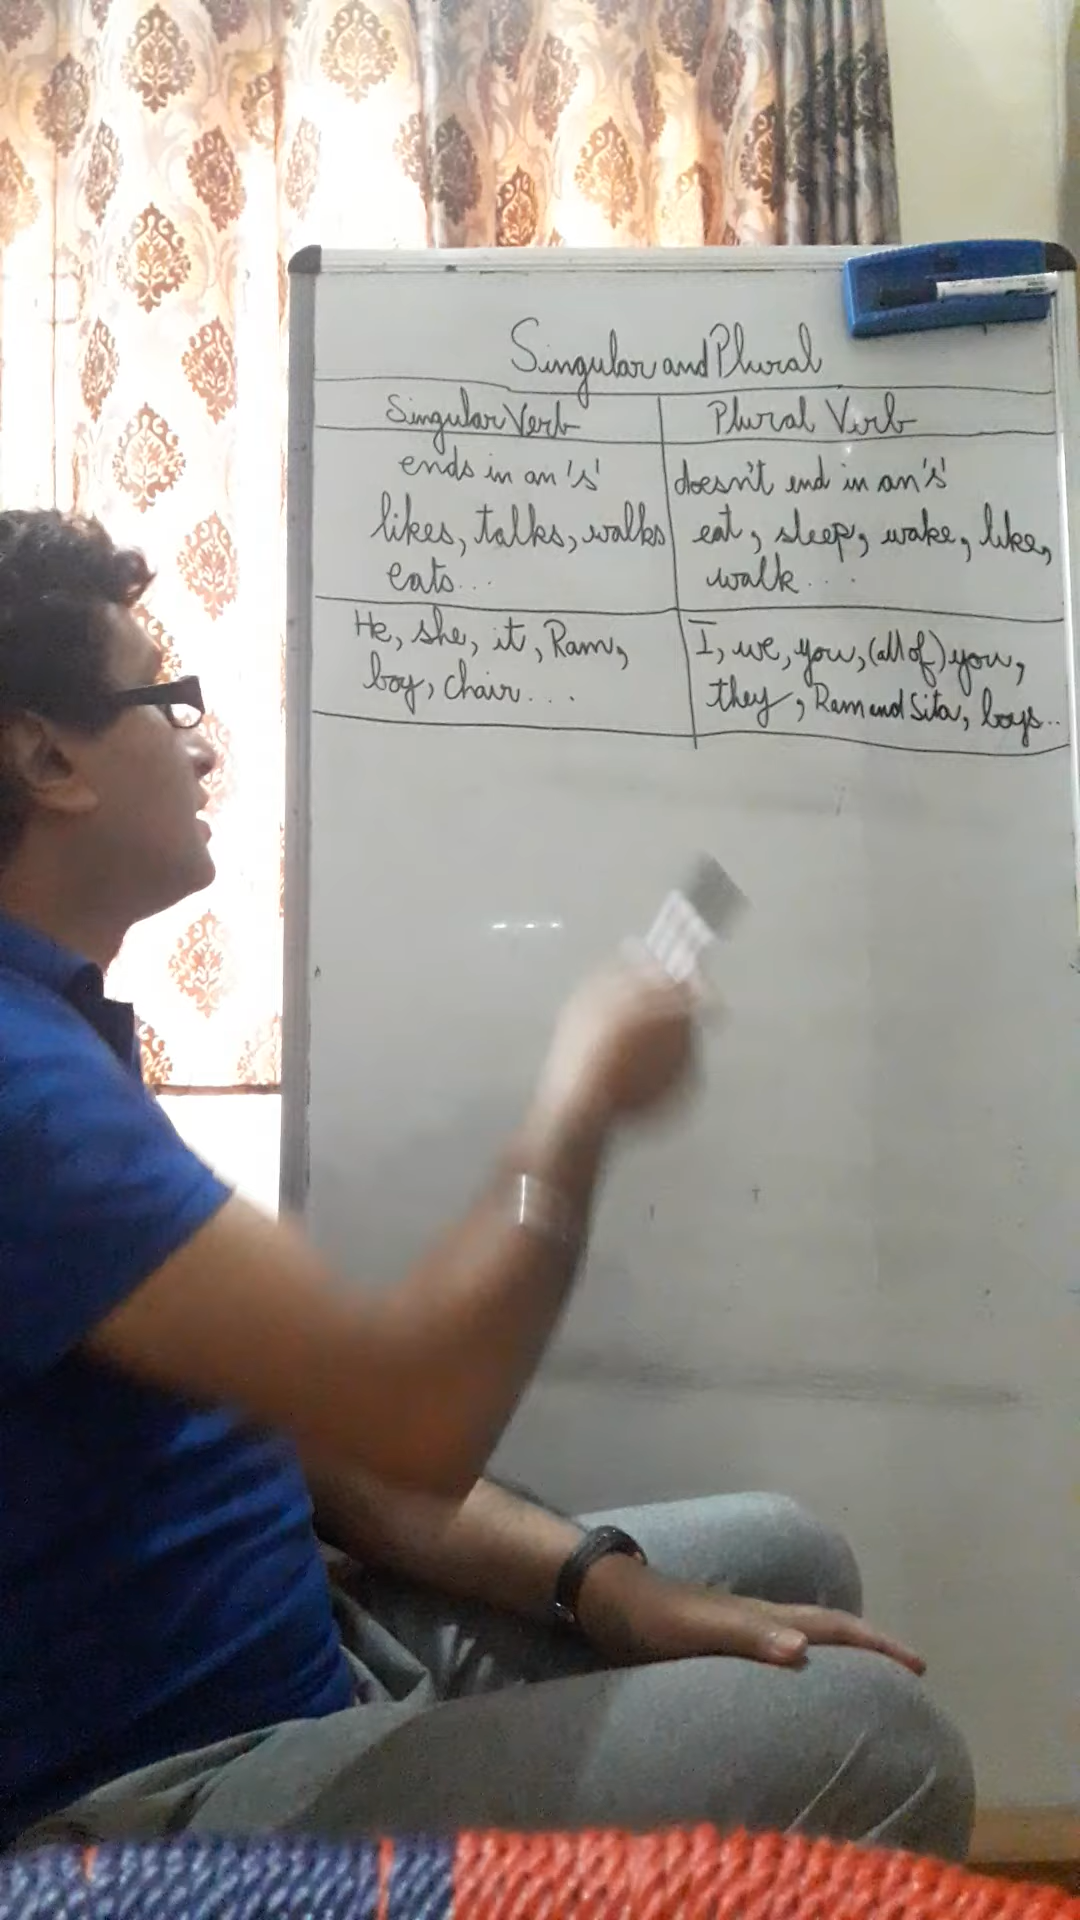 Singular and Plural
Singular Verb
Plural Verb
ends in an 's'
likes, talks, walks
eats...
doesn't end in an 's'
eat, sleep, wake, like,
walk....
He, she, it, Ram,
boy, chair...
I, we, you, (all of) you,
they, Ram and Sita, boys...